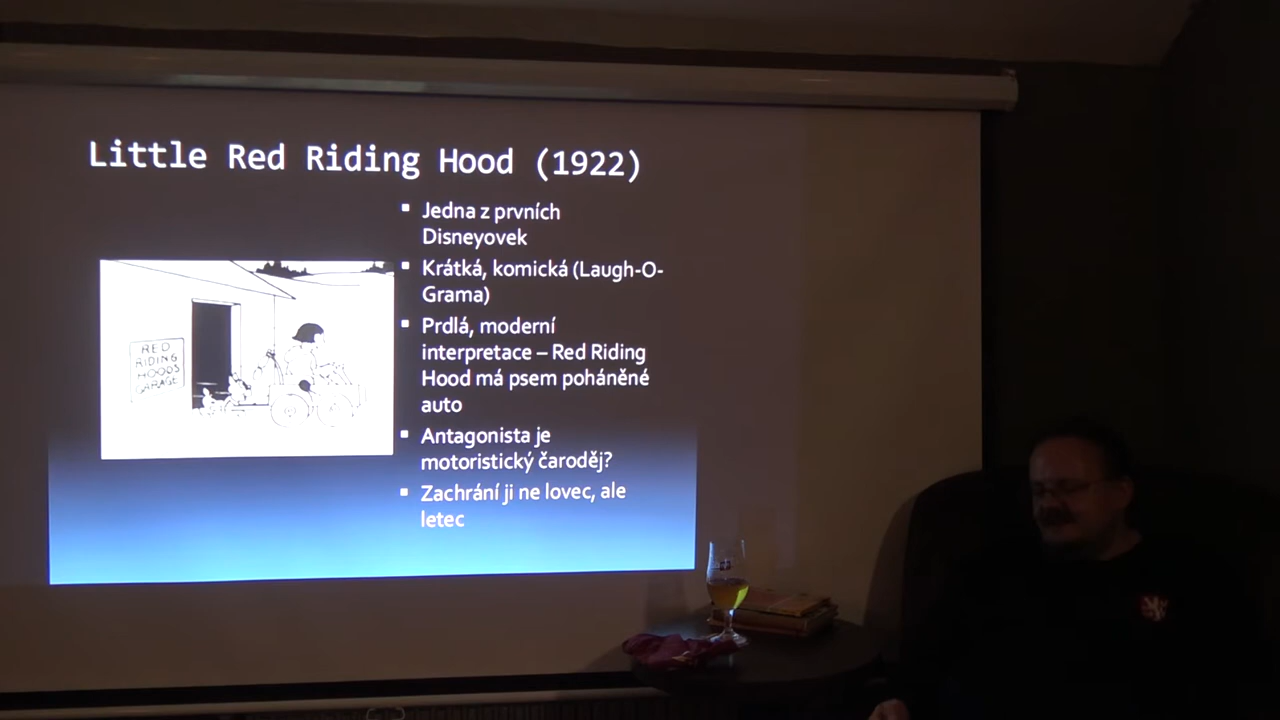 Little Red Riding Hood (1922)
RED
RIDING
HOODS
GARAGE
Jedna z prvních
Disneyovek
Krátká, komická (Laugh-O-
Grama)
Prdlá, moderní
interpretace – Red Riding
Hood má psem poháněné
auto
Antagonista je
motoristický čaroděj?
Zachrání ji ne lovec, ale
letec